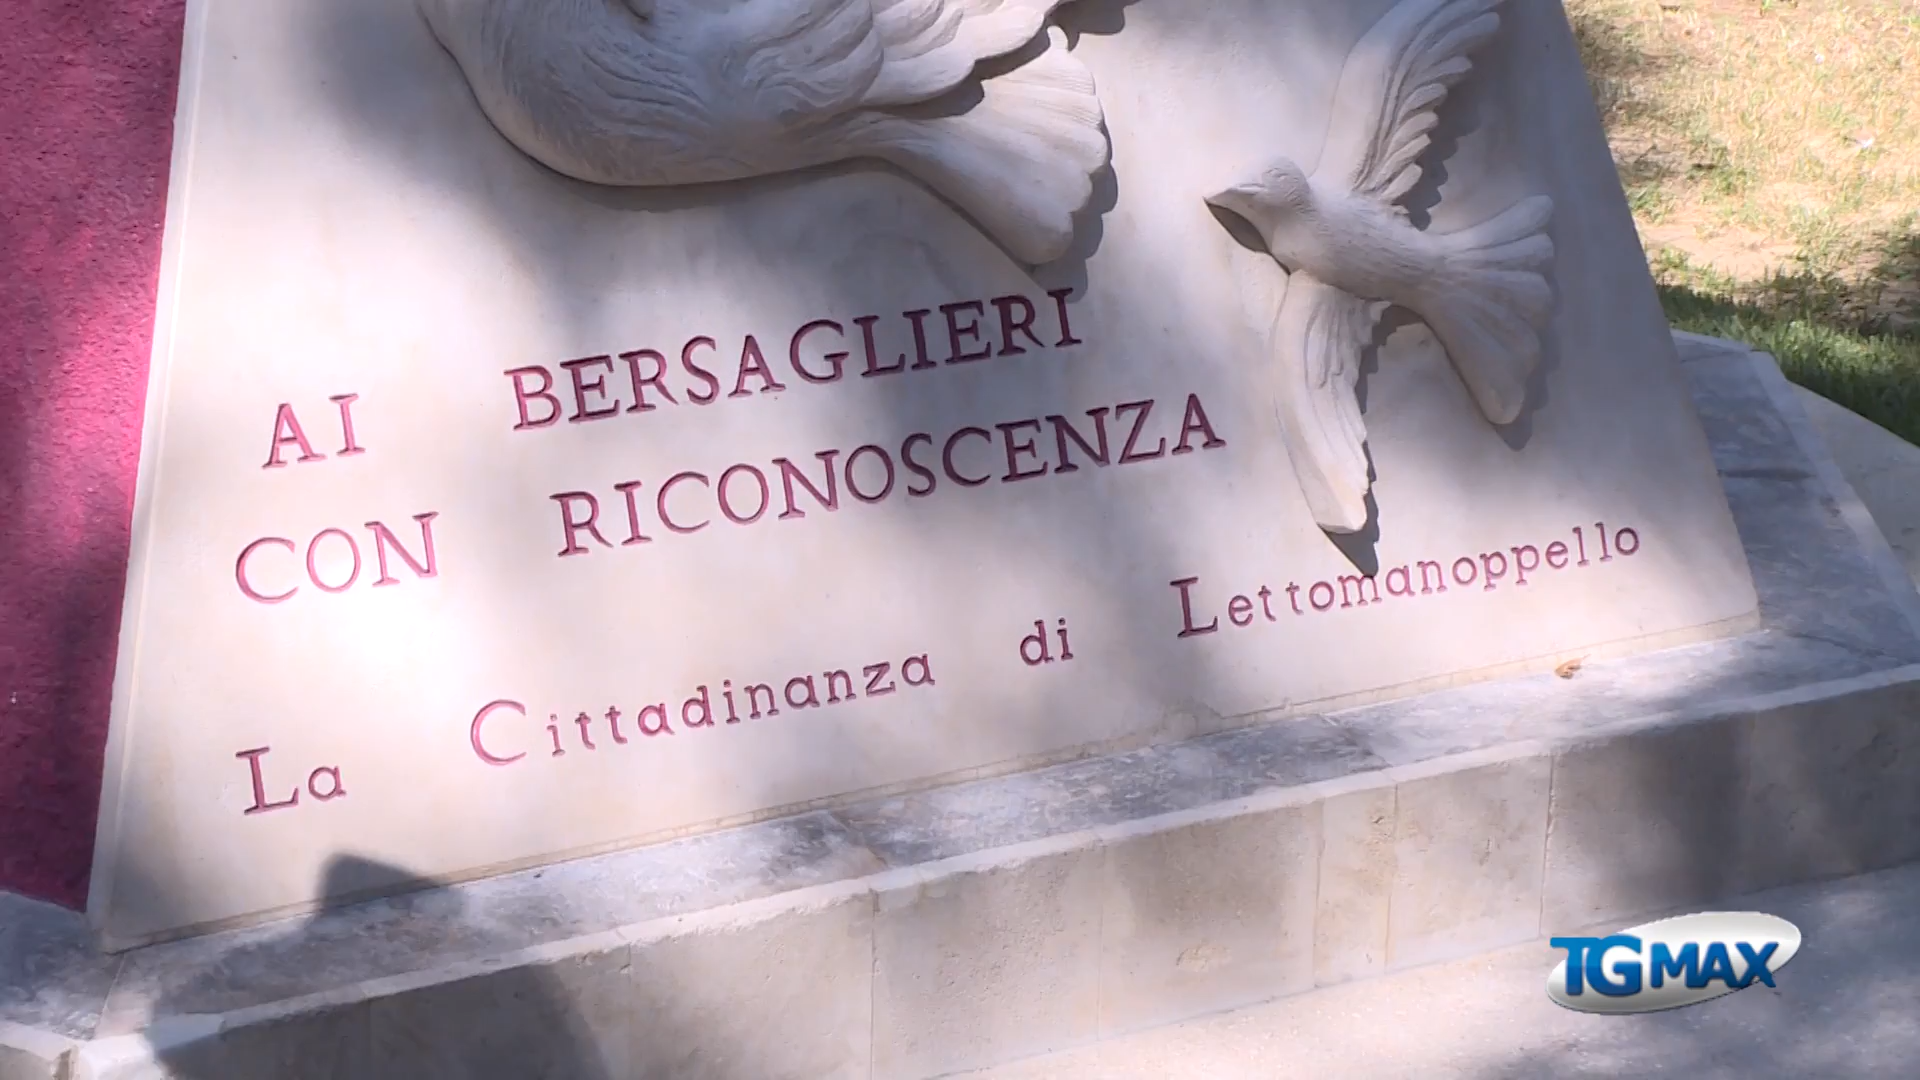 AI BERSAGLIERI
CON RICONOSCENZA
La Cittadinanza di Lettomanoppello
TGMAX